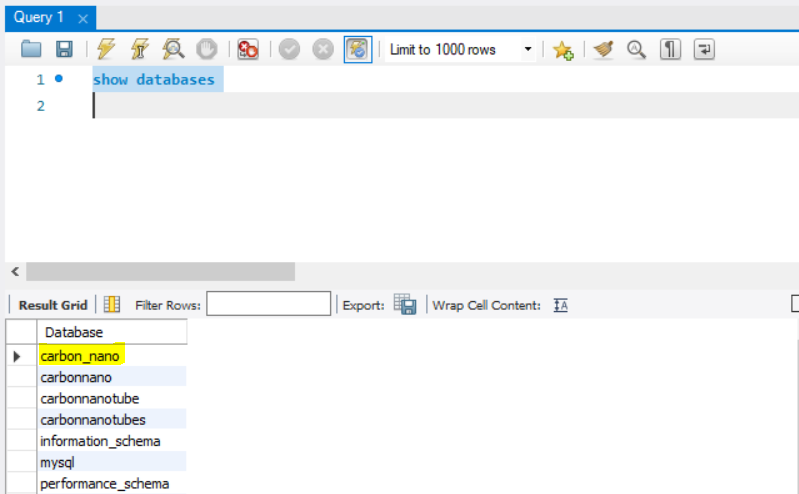 Query 1
Limit to 1000 rows
1 show databases
2
Result Grid Filter Rows: Export: Wrap Cell Content:
Database
carbon_nano
carbonnano
carbonnanotube
carbonnanotubes
information_schema
mysql
performance_schema